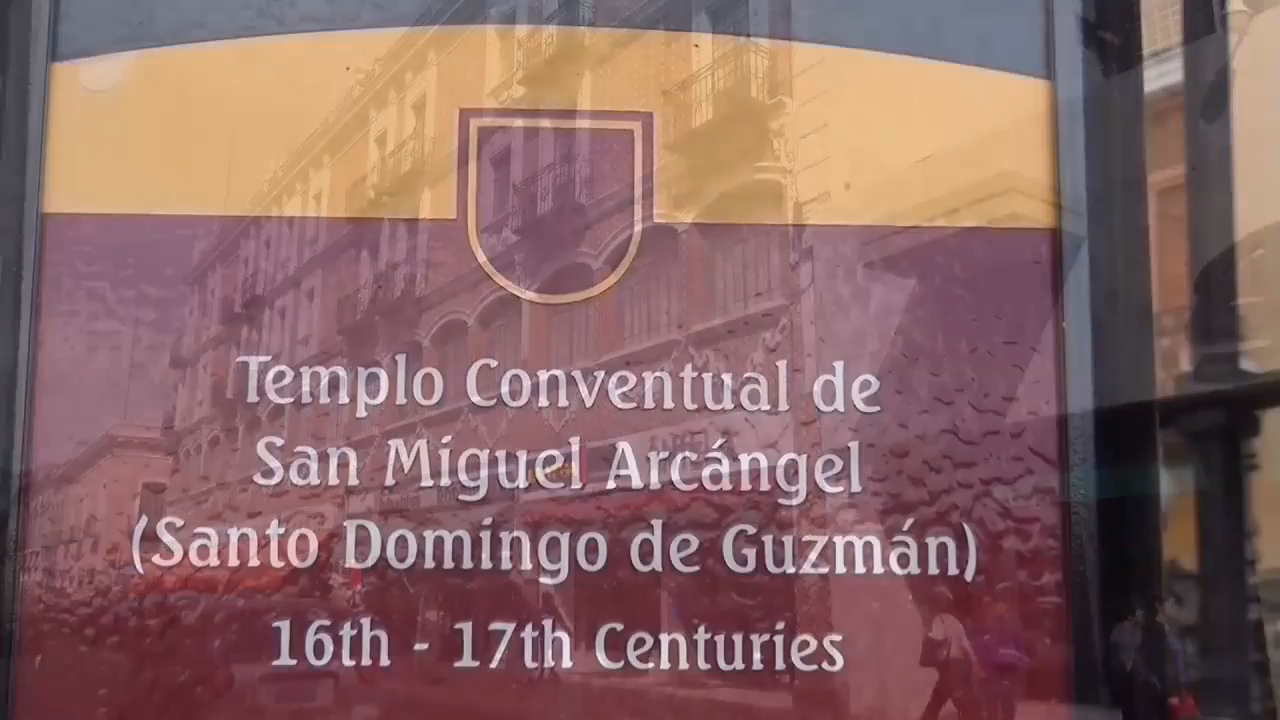 Templo Conventual de
San Miguel Arcángel
(Santo Domingo de Guzmán)
16th - 17th Centuries